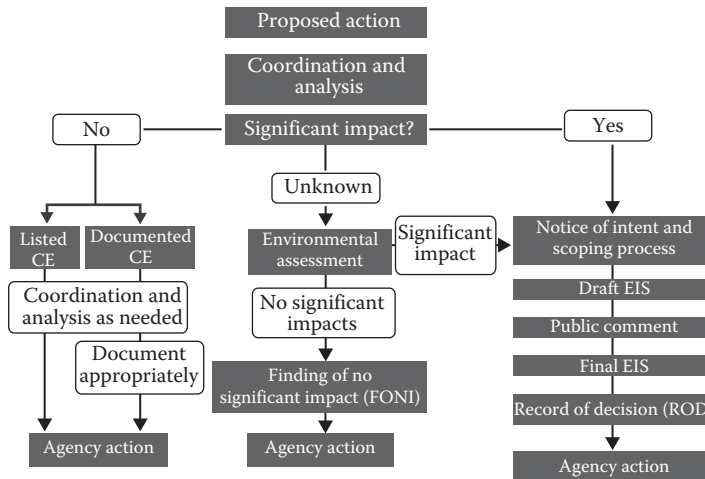 Proposed action
Coordination and
analysis
Significant impact?
No
Yes
Unknown
Listed
CE
Documented
CE
Environmental
assessment
Significant
impact
Notice of intent and
scoping process
Coordination and
analysis as needed
No significant
impacts
Draft EIS
Public comment
Document
appropriately
Finding of no
significant impact (FONI)
Final EIS
Record of decision (ROD
Agency action
Agency action
Agency action